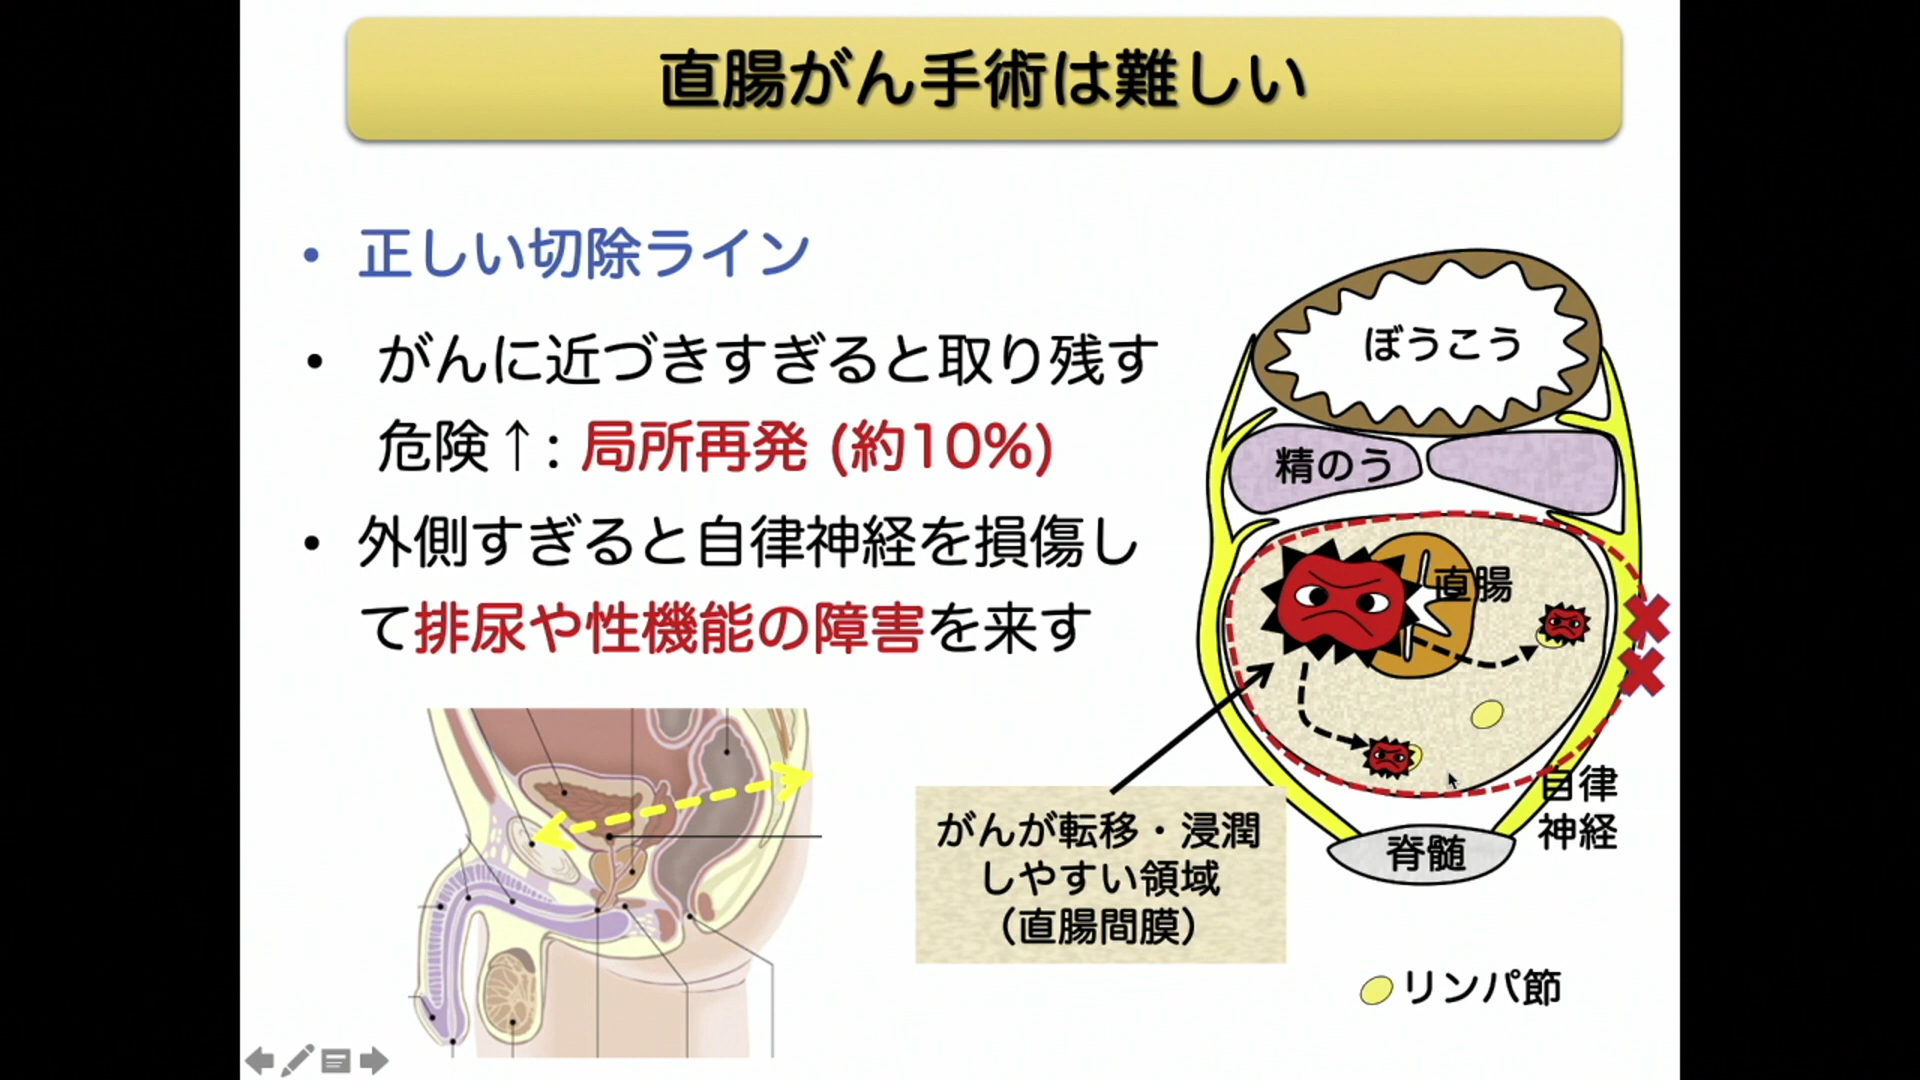 直腸がん手術は難しい
• 正しい切除ライン
• がんに近づきすぎると取り残す
危険↑: 局所再発 (約10%)
• 外側すぎると自律神経を損傷し
て排尿や性機能の障害を来す
ぼうこう
精のう
直腸
自律
神経
脊髄
がんが転移・浸潤
しやすい領域
(直腸間膜)
リンパ節